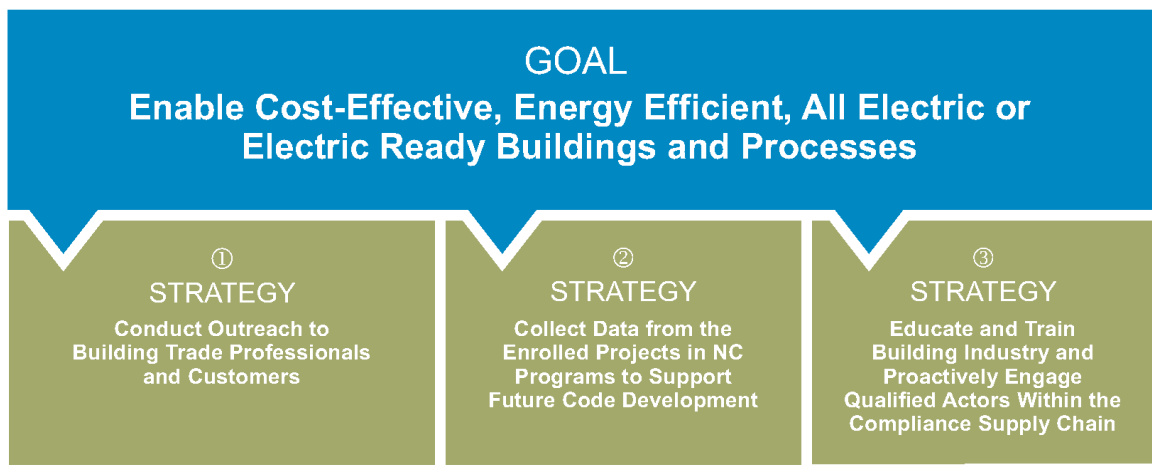 GOAL
Enable Cost-Effective, Energy Efficient, All Electric or
Electric Ready Buildings and Processes
①
STRATEGY
Conduct Outreach to
Building Trade Professionals
and Customers
②
STRATEGY
Collect Data from the
Enrolled Projects in NC
Programs to Support
Future Code Development
③
STRATEGY
Educate and Train
Building Industry and
Proactively Engage
Qualified Actors Within the
Compliance Supply Chain